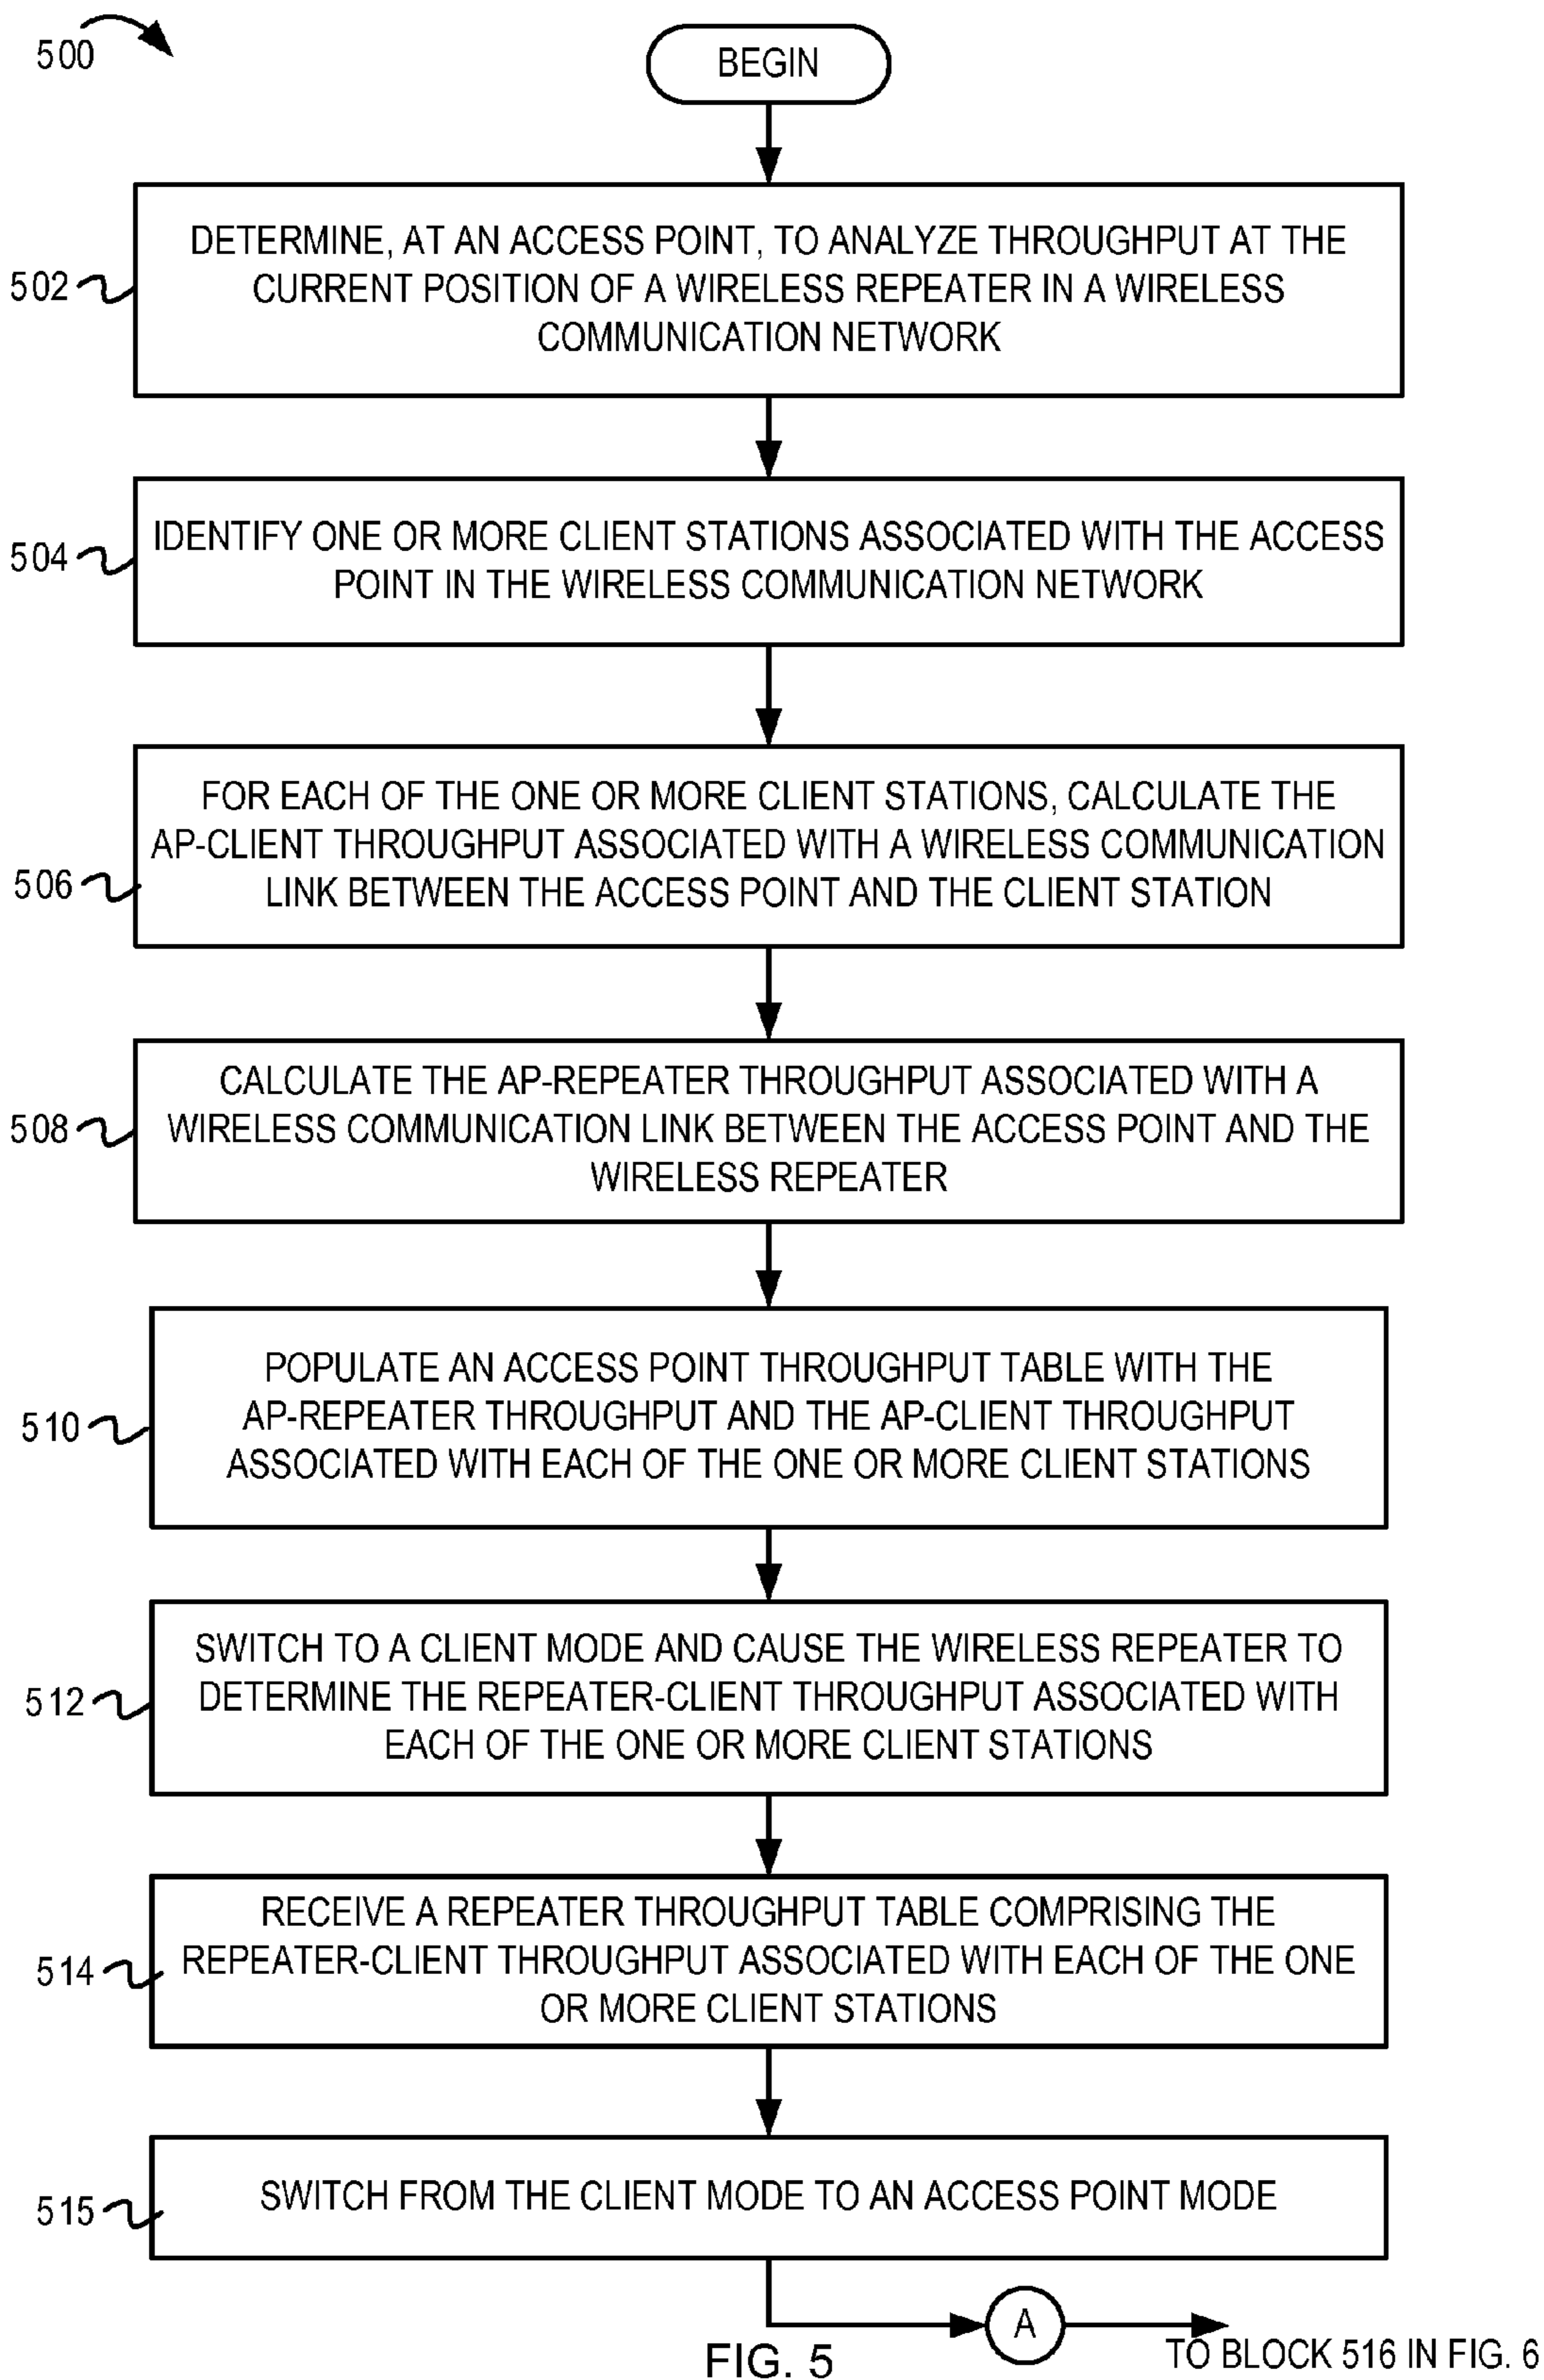 500
BEGIN
502
DETERMINE, AT AN ACCESS POINT, TO ANALYZE THROUGHPUT AT THE
CURRENT POSITION OF A WIRELESS REPEATER IN A WIRELESS
COMMUNICATION NETWORK
504
IDENTIFY ONE OR MORE CLIENT STATIONS ASSOCIATED WITH THE ACCESS
POINT IN THE WIRELESS COMMUNICATION NETWORK
506
FOR EACH OF THE ONE OR MORE CLIENT STATIONS, CALCULATE THE
AP-CLIENT THROUGHPUT ASSOCIATED WITH A WIRELESS COMMUNICATION
LINK BETWEEN THE ACCESS POINT AND THE CLIENT STATION
508
CALCULATE THE AP-REPEATER THROUGHPUT ASSOCIATED WITH A
WIRELESS COMMUNICATION LINK BETWEEN THE ACCESS POINT AND THE
WIRELESS REPEATER
510
POPULATE AN ACCESS POINT THROUGHPUT TABLE WITH THE
AP-REPEATER THROUGHPUT AND THE AP-CLIENT THROUGHPUT
ASSOCIATED WITH EACH OF THE ONE OR MORE CLIENT STATIONS
512
SWITCH TO A CLIENT MODE AND CAUSE THE WIRELESS REPEATER TO
DETERMINE THE REPEATER-CLIENT THROUGHPUT ASSOCIATED WITH
EACH OF THE ONE OR MORE CLIENT STATIONS
514
RECEIVE A REPEATER THROUGHPUT TABLE COMPRISING THE
REPEATER-CLIENT THROUGHPUT ASSOCIATED WITH EACH OF THE ONE
OR MORE CLIENT STATIONS
515
SWITCH FROM THE CLIENT MODE TO AN ACCESS POINT MODE
A
TO BLOCK 516 IN FIG. 6
FIG. 5